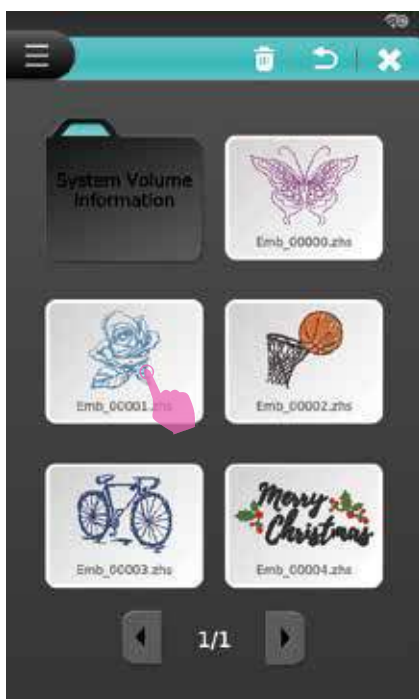 System Volume
Information
Emb_00000.zhs
Emb_00001.zhs
Emb_00002.zhs
Merry
Christmas
Emb_00003.zhs
Emb_00004.zhs
1/1